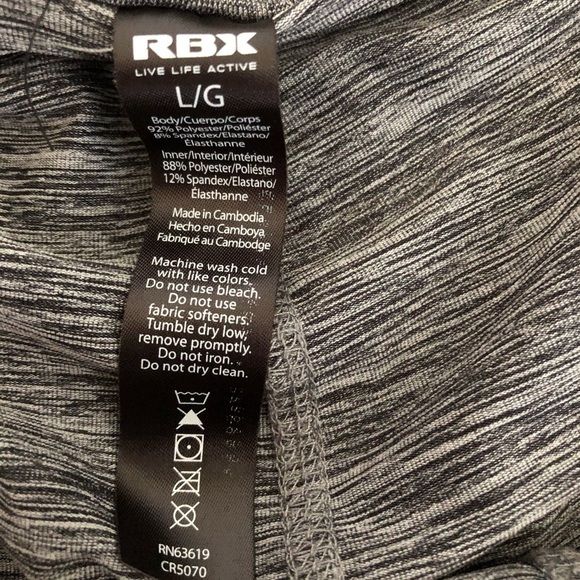 RBX
LIVE LIFE ACTIVE
L/G
Body/Cuerpo/Corps
92% Polyester/Poliéster
8% Spandex/Elastano/
Élasthanne
Inner/Interior/Intérieur
88% Polyester/Poliéster
12% Spandex/Elastano/
Élasthanne
Made in Cambodia
Hecho en Camboya
Fabriqué au Cambodge
Machine wash cold
with like colors.
Do not use bleach.
Do not use
fabric softeners.
Tumble dry low,
remove promptly.
Do not iron.
Do not dry clean.
RN63619
CR5070